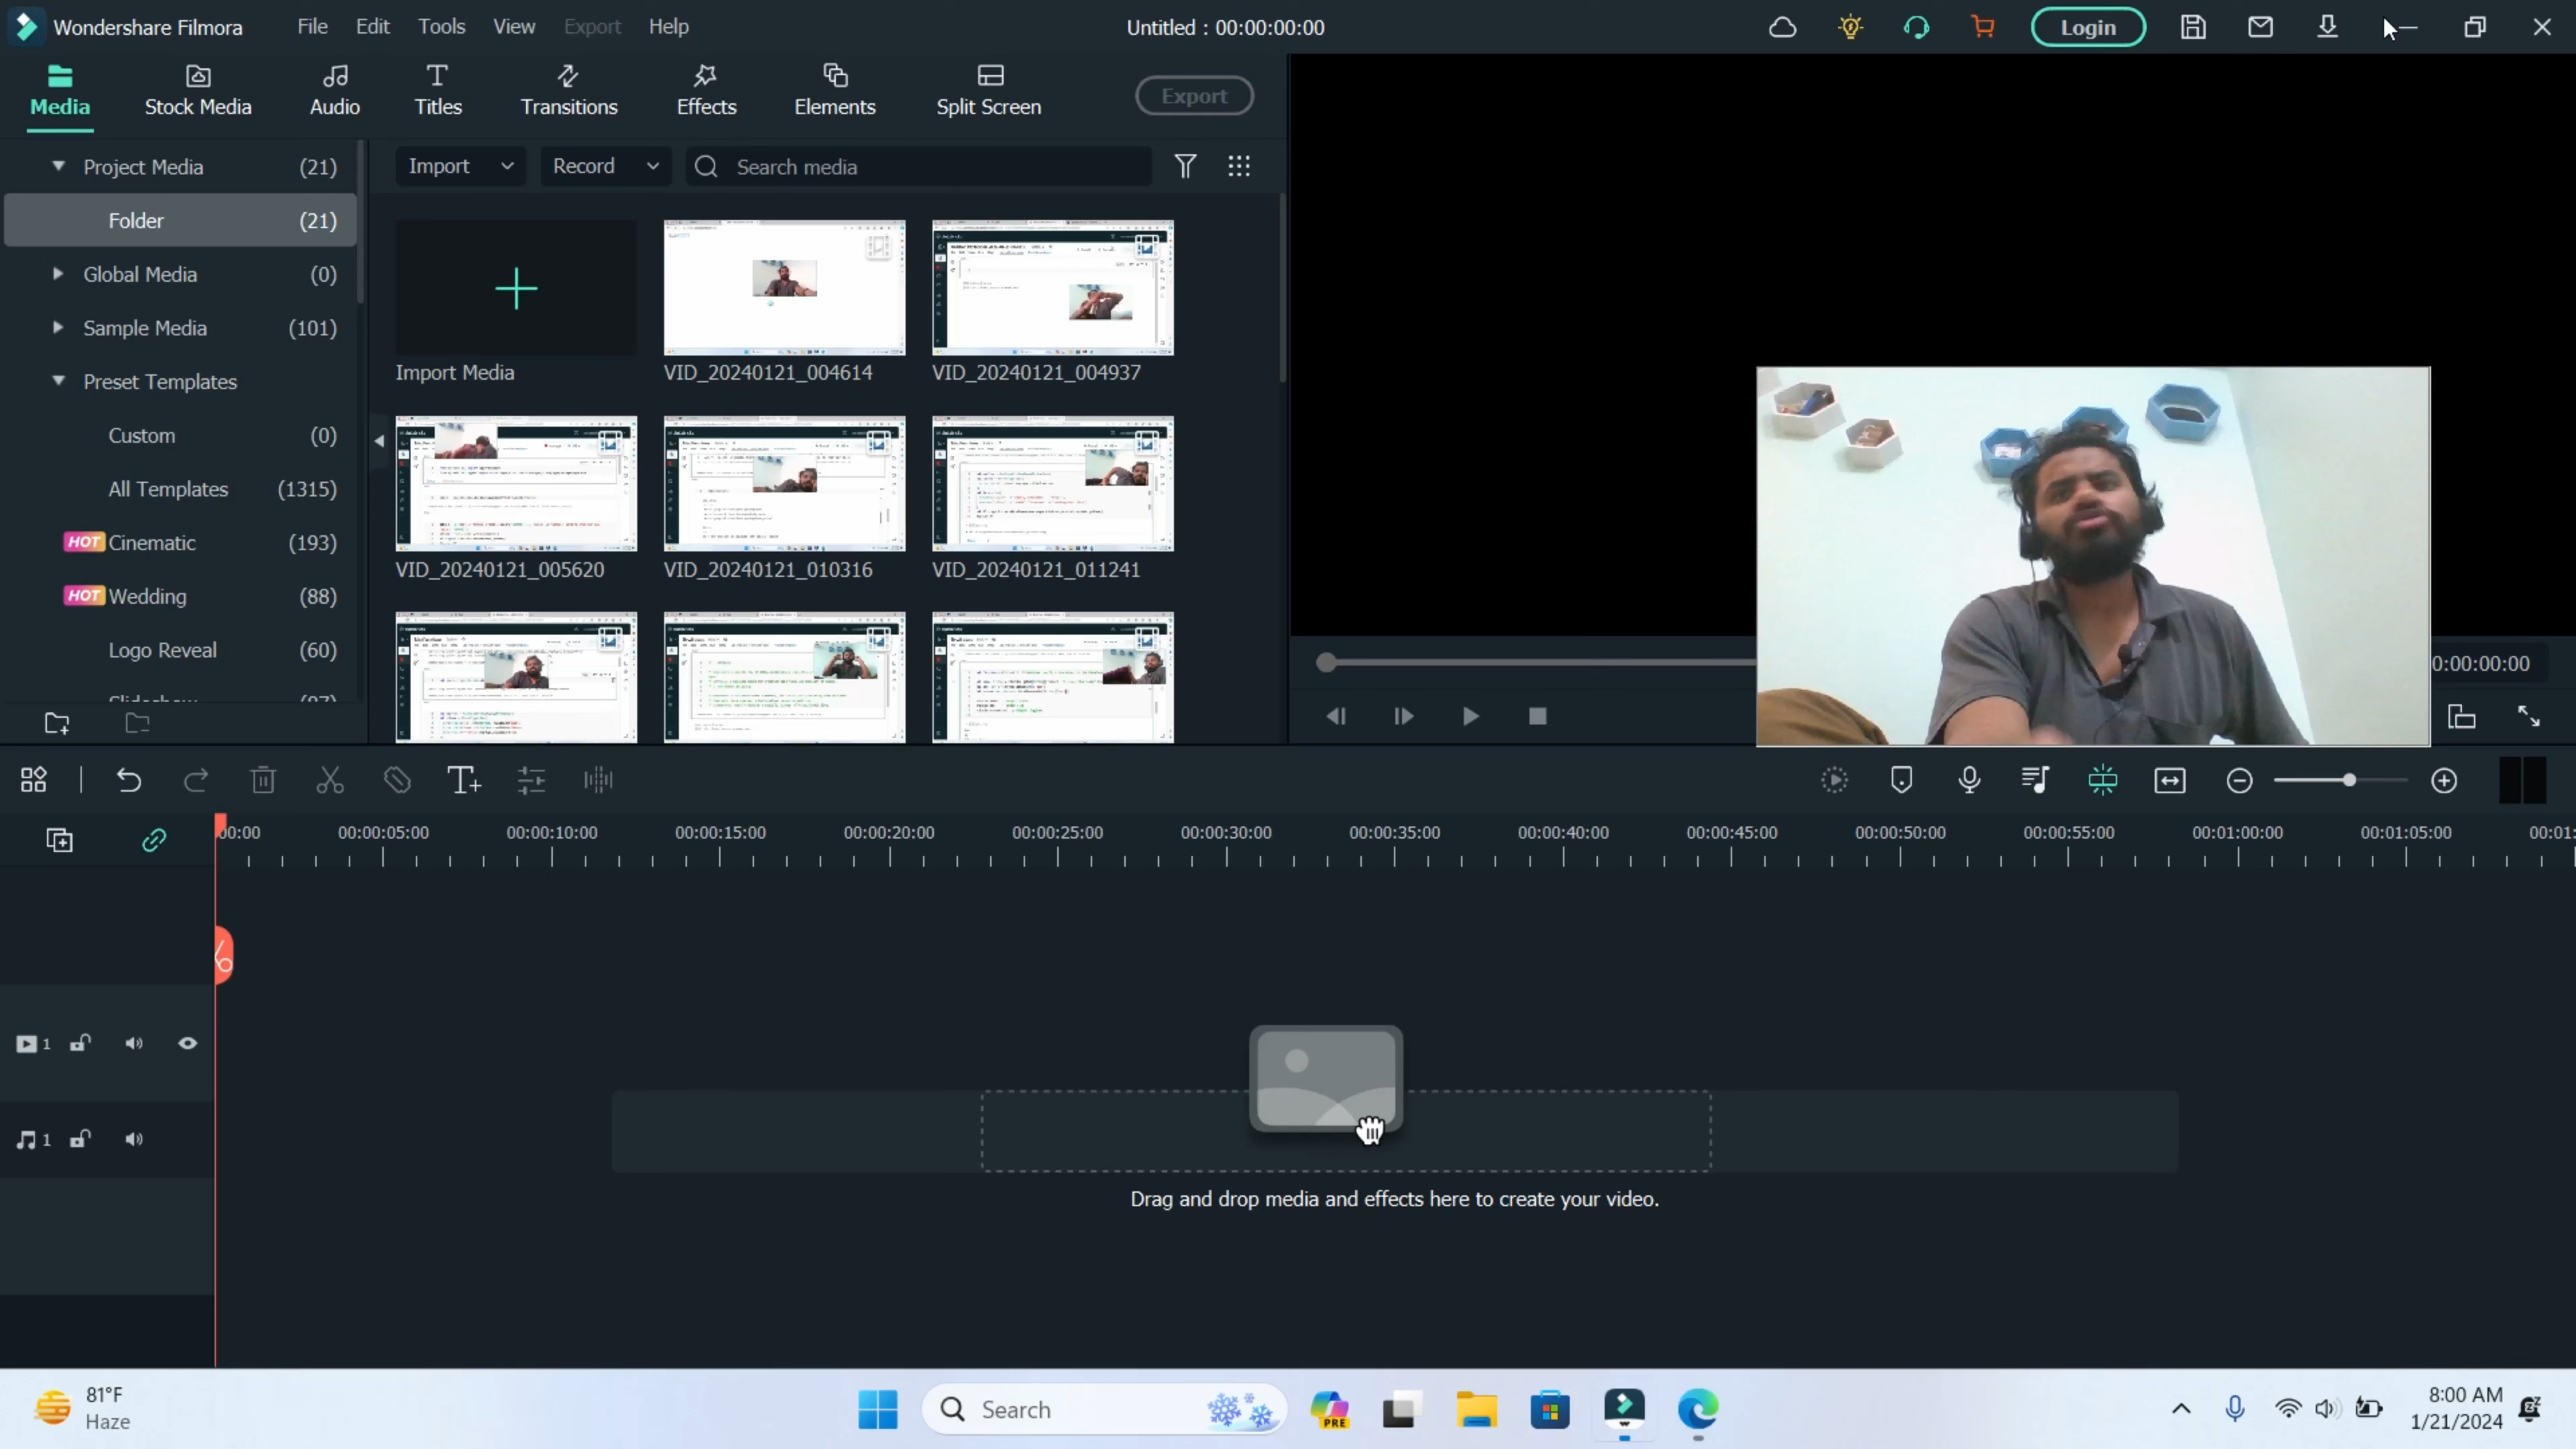 Wondershare Filmora File Edit Tools View Export Help Untitled : 00:00:00:00 Login
Media Stock Media Audio Titles Transitions Effects Elements Split Screen Export
Project Media (21)
Import Record Search media
Folder (21)
Global Media (0)
Sample Media (101)
Import Media VID_20240121_004614 VID_20240121_004937
Preset Templates
Custom (0)
All Templates (1315)
HOT Cinematic (193)
VID_20240121_005620 VID_20240121_010316 VID_20240121_011241
HOT Wedding (88)
Logo Reveal (60)
0:00:00:00
00:00 00:00:05:00 00:00:10:00 00:00:15:00 00:00:20:00 00:00:25:00 00:00:30:00 00:00:35:00 00:00:40:00 00:00:45:00 00:00:50:00 00:00:55:00 00:01:00:00 00:01:05:00 00:01:
1
1
Drag and drop media and effects here to create your video.
81°F
Haze
Search
PRE
8:00 AM
1/21/2024